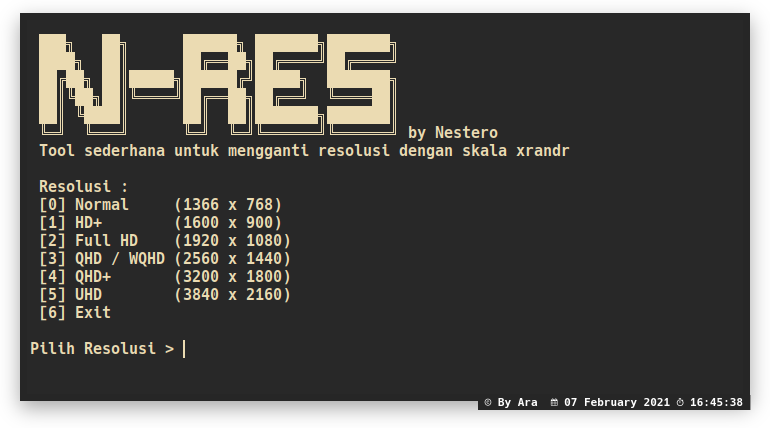 N-RES
by Nestero
Tool sederhana untuk mengganti resolusi dengan skala xrandr
Resolusi :
[0] Normal (1366 x 768)
[1] HD+ (1600 x 900)
[2] Full HD (1920 x 1080)
[3] QHD / WQHD (2560 x 1440)
[4] QHD+ (3200 x 1800)
[5] UHD (3840 x 2160)
[6] Exit
Pilih Resolusi >
© By Ara 07 February 2021 16:45:38